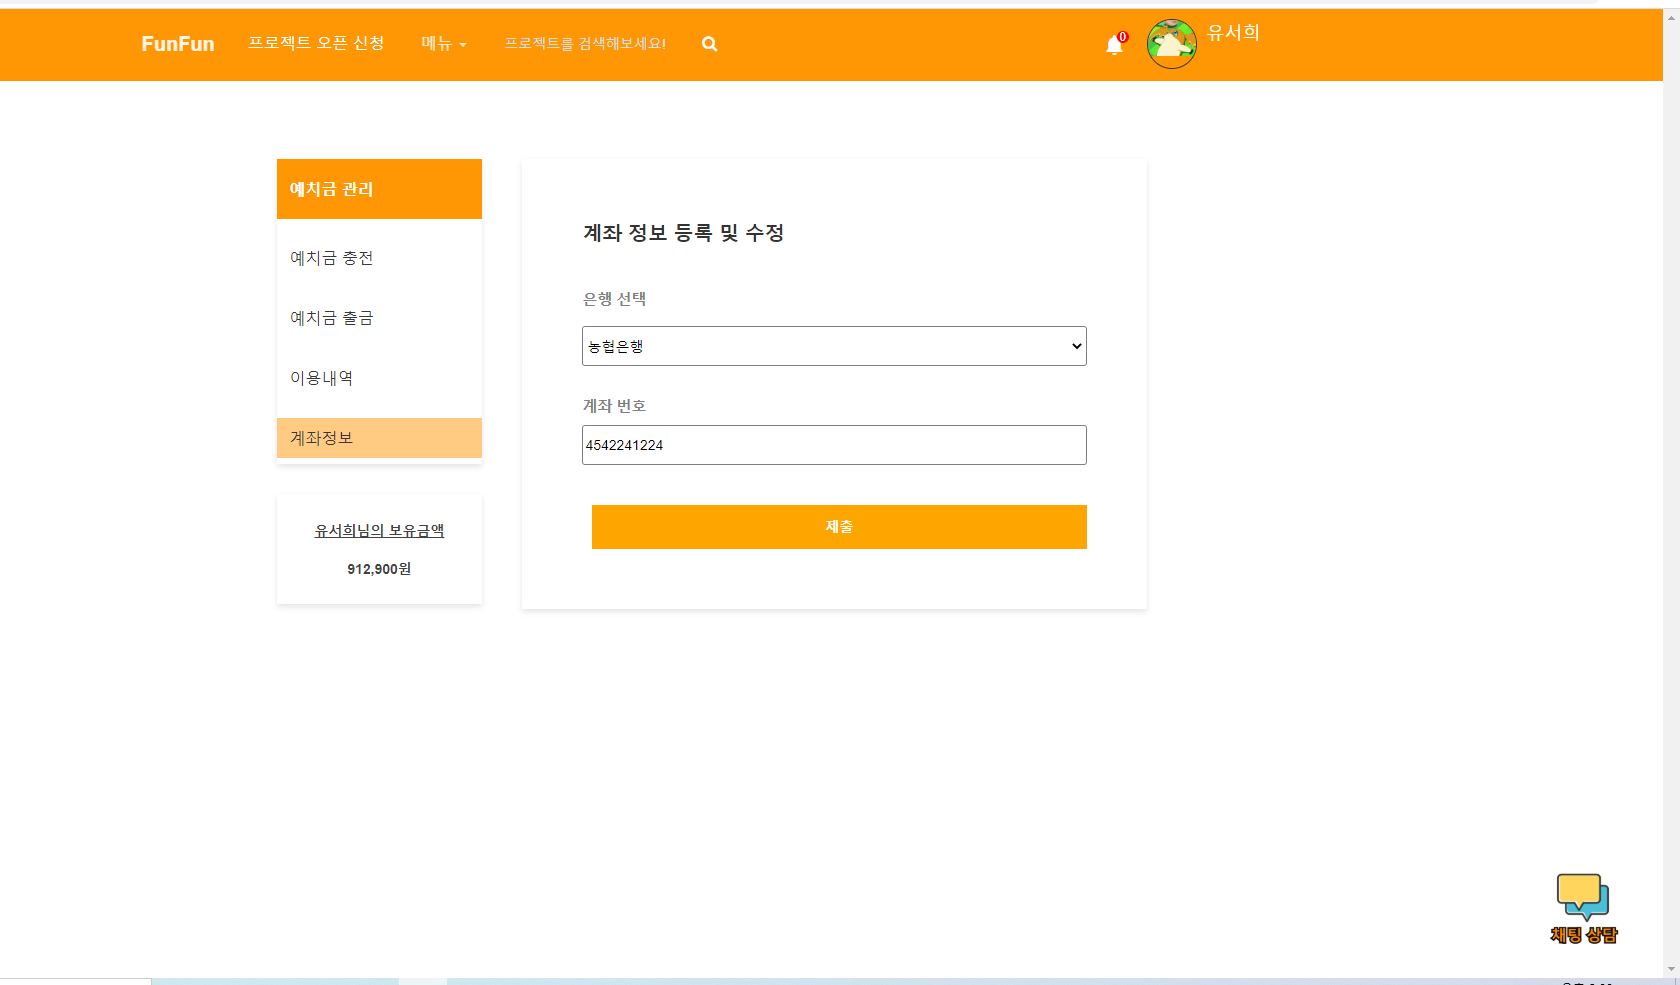 FunFun 프로젝트 오픈 신청 메뉴 프로젝트를 검색해보세요! 0 유서희
예치금 관리
예치금 충전
예치금 출금
이용내역
계좌정보
유서희님의 보유금액
912,900원
계좌 정보 등록 및 수정
은행 선택
농협은행
계좌 번호
4542241224
제출
채팅 상담